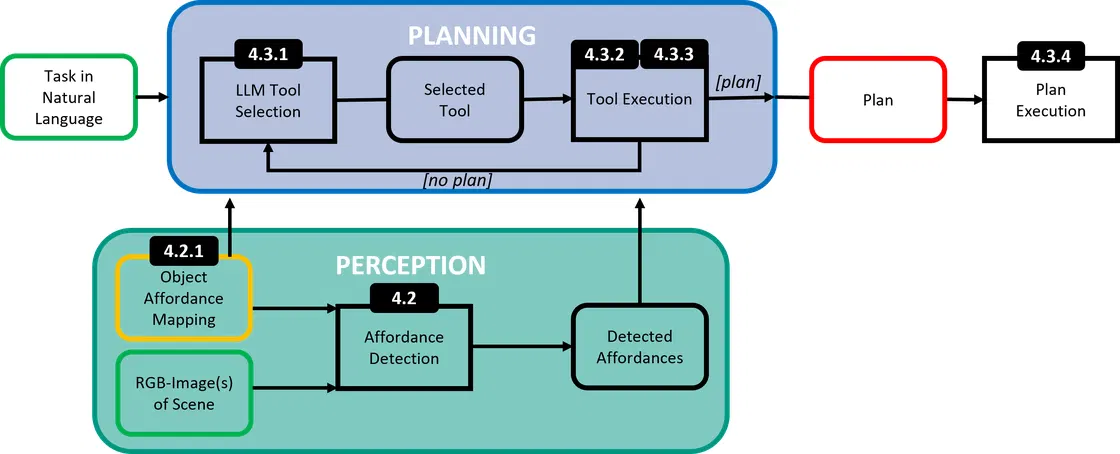 PLANNING
4.3.1
4.3.2
4.3.3
4.3.4
Task in
Natural
Language
LLM Tool
Selection
Selected
Tool
Tool Execution
[plan]
Plan
Plan
Execution
[no plan]
4.2.1
PERCEPTION
Object
Affordance
Mapping
4.2
Affordance
Detection
Detected
Affordances
RGB-Image(s)
of Scene